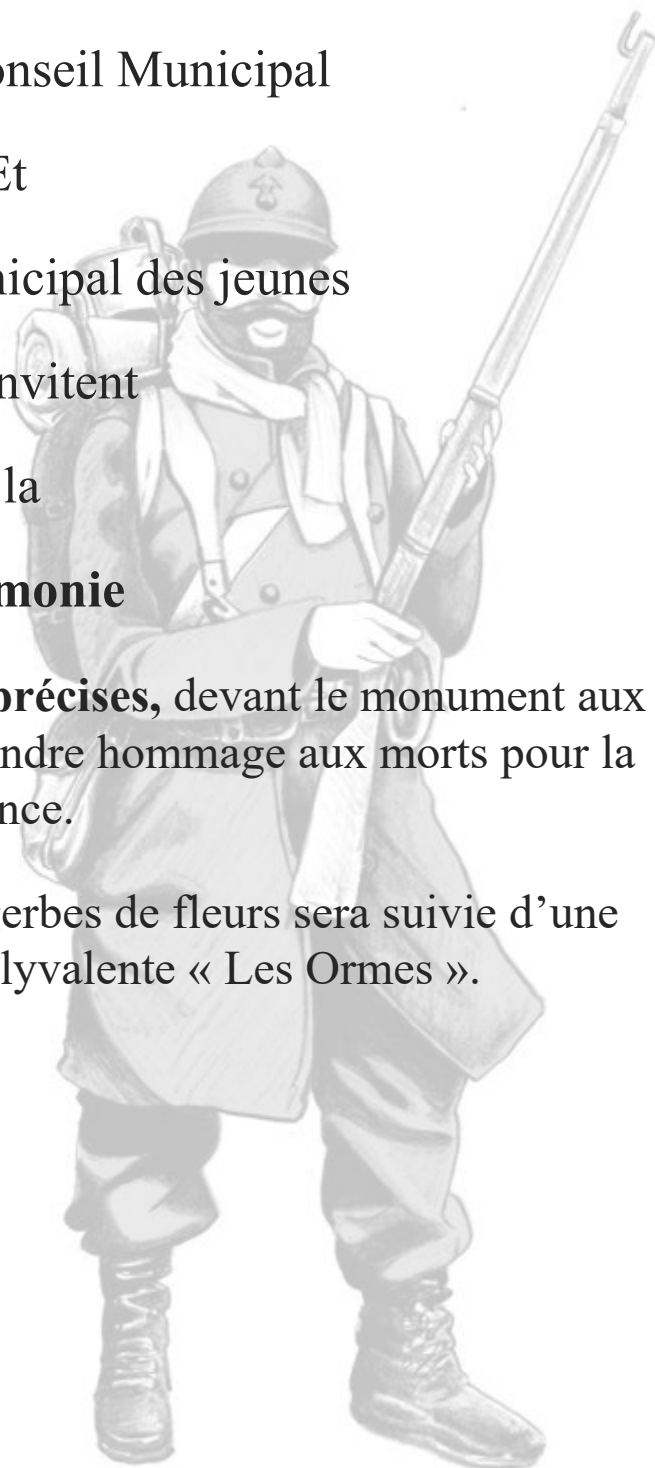 onseil Municipal
Et
nicipal des jeunes
nvitent
la
monie
précises, devant le monument aux
ndre hommage aux morts pour la
nce.
erbes de fleurs sera suivie d’une
lyvalente « Les Ormes ».